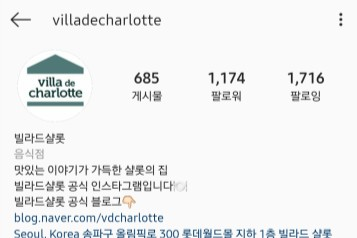 villadecharlotte
villa de
charlotte
685
1,174
1,716
게시물
팔로워
팔로잉
빌라드샬롯
음식점
맛있는 이야기가 가득한 샬롯의 집
빌라드샬롯 공식 인스타그램입니다🍽
빌라드샬롯 공식 블로그👇🏻
blog.naver.com/vdcharlotte
Seoul, Korea 송파구 올림픽로 300 롯데월드몰 지하 1층 빌라드 샬롯